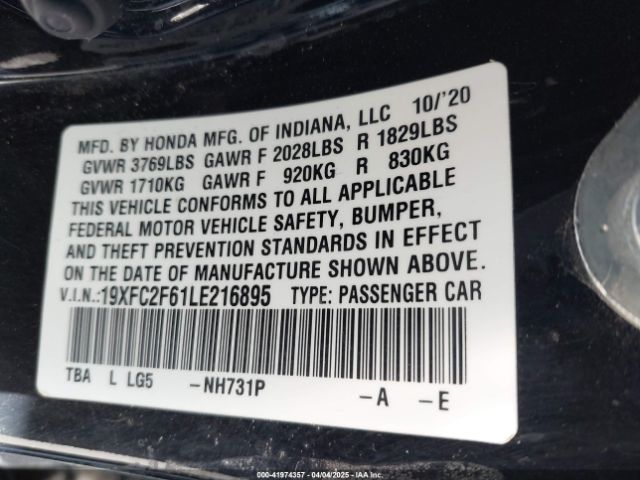 MFD. BY HONDA MFG. OF INDIANA, LLC 10/'20
GVWR 3769LBS GAWR F 2028LBS R 1829LBS
GVWR 1710KG GAWR F 920KG R 830KG
THIS VEHICLE CONFORMS TO ALL APPLICABLE
FEDERAL MOTOR VEHICLE SAFETY, BUMPER,
AND THEFT PREVENTION STANDARDS IN EFFECT
ON THE DATE OF MANUFACTURE SHOWN ABOVE.
V.I.N.:19XFC2F61LE216895 TYPE: PASSENGER CAR
TBA L LG5 -NH731P -A -E
000-41974357 - 04/04/2025 - IAA Inc.